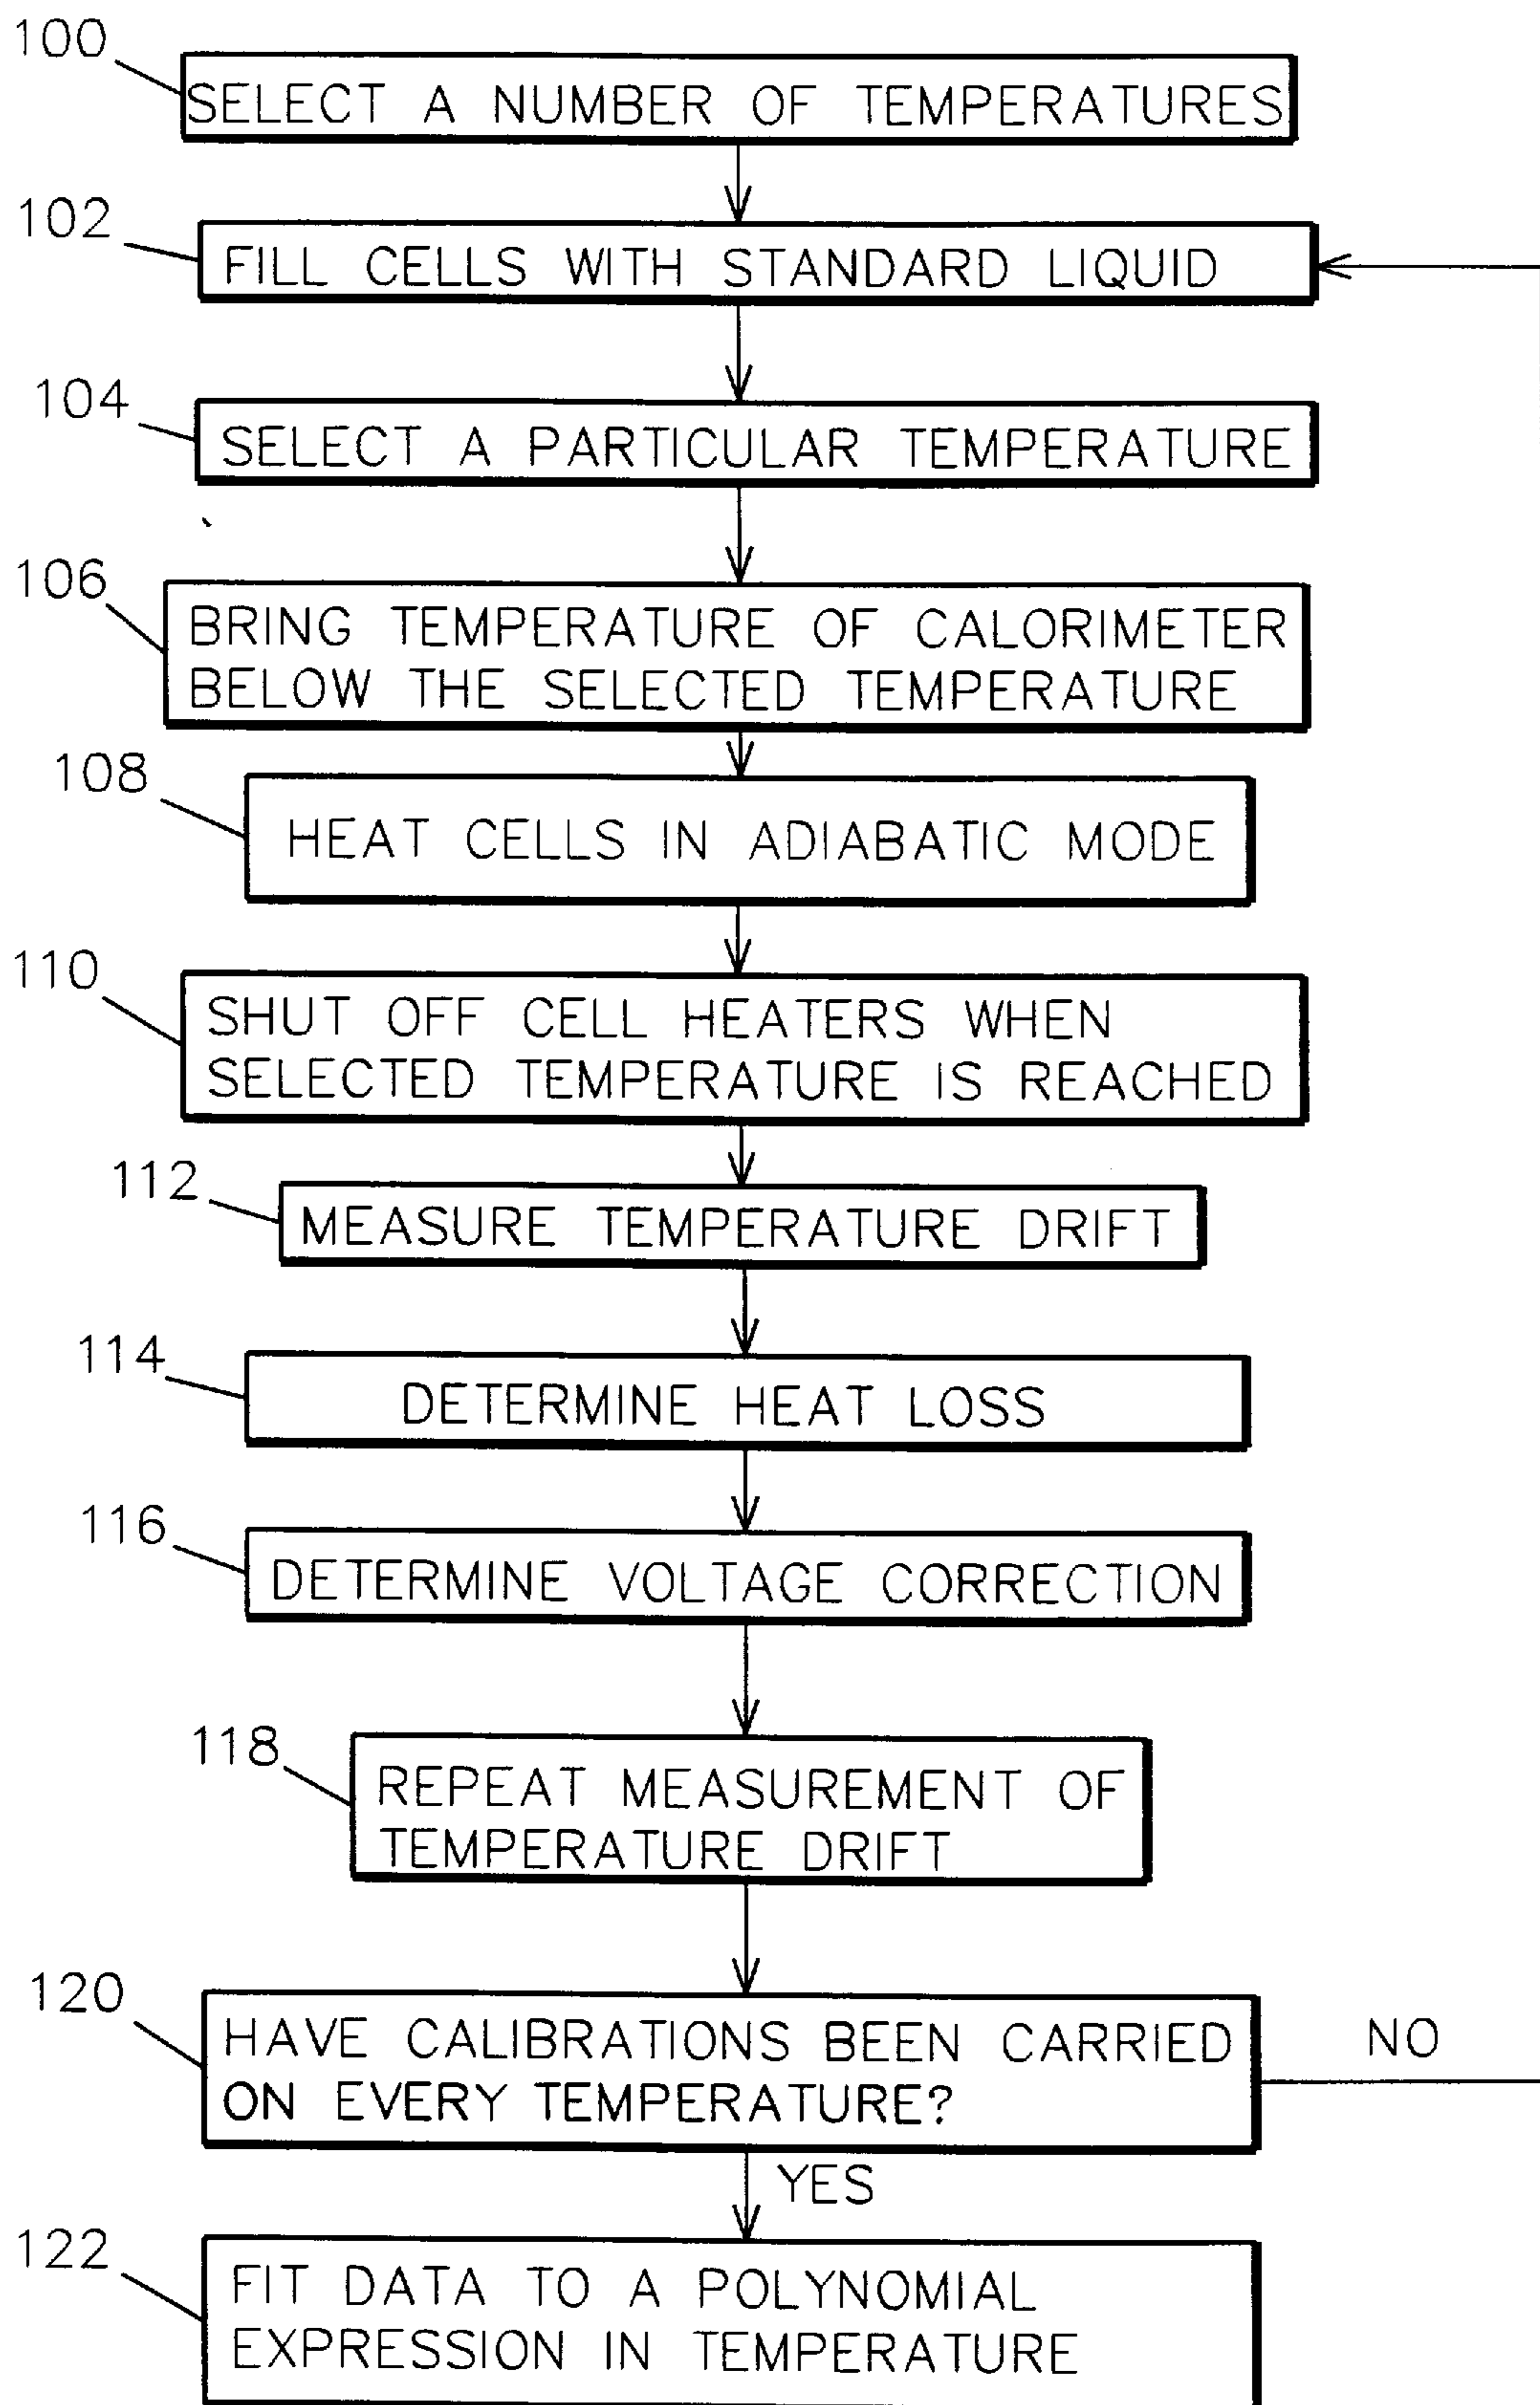 100
SELECT A NUMBER OF TEMPERATURES
102
FILL CELLS WITH STANDARD LIQUID
104
SELECT A PARTICULAR TEMPERATURE
106
BRING TEMPERATURE OF CALORIMETER
BELOW THE SELECTED TEMPERATURE
108
HEAT CELLS IN ADIABATIC MODE
110
SHUT OFF CELL HEATERS WHEN
SELECTED TEMPERATURE IS REACHED
112
MEASURE TEMPERATURE DRIFT
114
DETERMINE HEAT LOSS
116
DETERMINE VOLTAGE CORRECTION
118
REPEAT MEASUREMENT OF
TEMPERATURE DRIFT
120
HAVE CALIBRATIONS BEEN CARRIED
ON EVERY TEMPERATURE?
NO
YES
122
FIT DATA TO A POLYNOMIAL
EXPRESSION IN TEMPERATURE